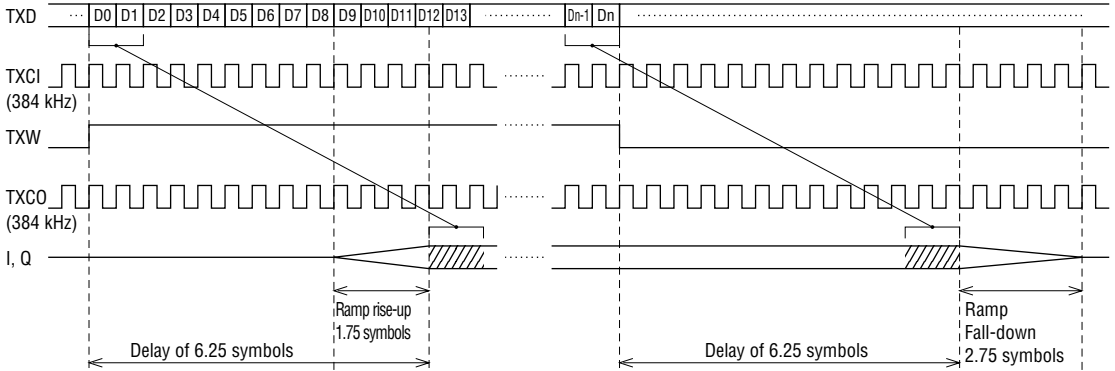 TXD ··· D0 D1 D2 D3 D4 D5 D6 D7 D8 D9 D10 D11 D12 D13 Dn-1 Dn
TXCI
(384 kHz)
TXW
TXCO
(384 kHz)
I, Q
Ramp rise-up
1.75 symbols
Ramp
Fall-down
2.75 symbols
Delay of 6.25 symbols Delay of 6.25 symbols